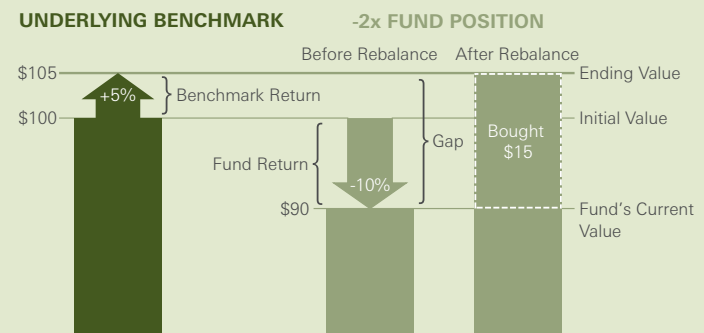 UNDERLYING BENCHMARK
-2x FUND POSITION
Before Rebalance
After Rebalance
$105
Ending Value
+5%
Benchmark Return
$100
Initial Value
Bought
$15
Gap
Fund Return
-10%
$90
Fund's Current
Value